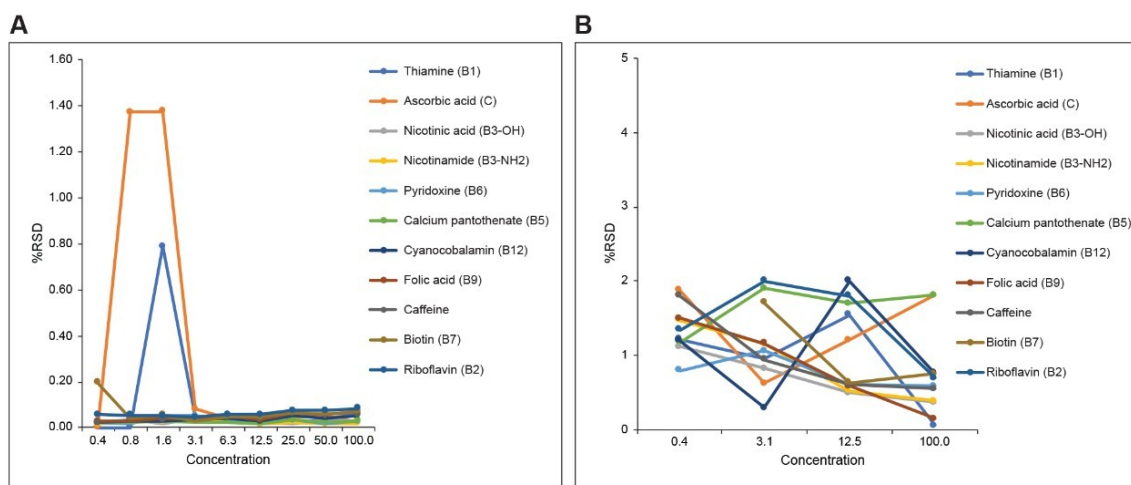 A
1.60
1.40
1.20
1.00
0.80
0.60
0.40
0.20
0.00
%RSD
0.4 0.8 1.6 3.1 6.3 12.5 25.0 50.0 100.0
Concentration
Thiamine (B1)
Ascorbic acid (C)
Nicotinic acid (B3-OH)
Nicotinamide (B3-NH2)
Pyridoxine (B6)
Calcium pantothenate (B5)
Cyanocobalamin (B12)
Folic acid (B9)
Caffeine
Biotin (B7)
Riboflavin (B2)
B
5
4
3
2
1
0
%RSD
0.4 3.1 12.5 100.0
Concentration
Thiamine (B1)
Ascorbic acid (C)
Nicotinic acid (B3-OH)
Nicotinamide (B3-NH2)
Pyridoxine (B6)
Calcium pantothenate (B5)
Cyanocobalamin (B12)
Folic acid (B9)
Caffeine
Biotin (B7)
Riboflavin (B2)